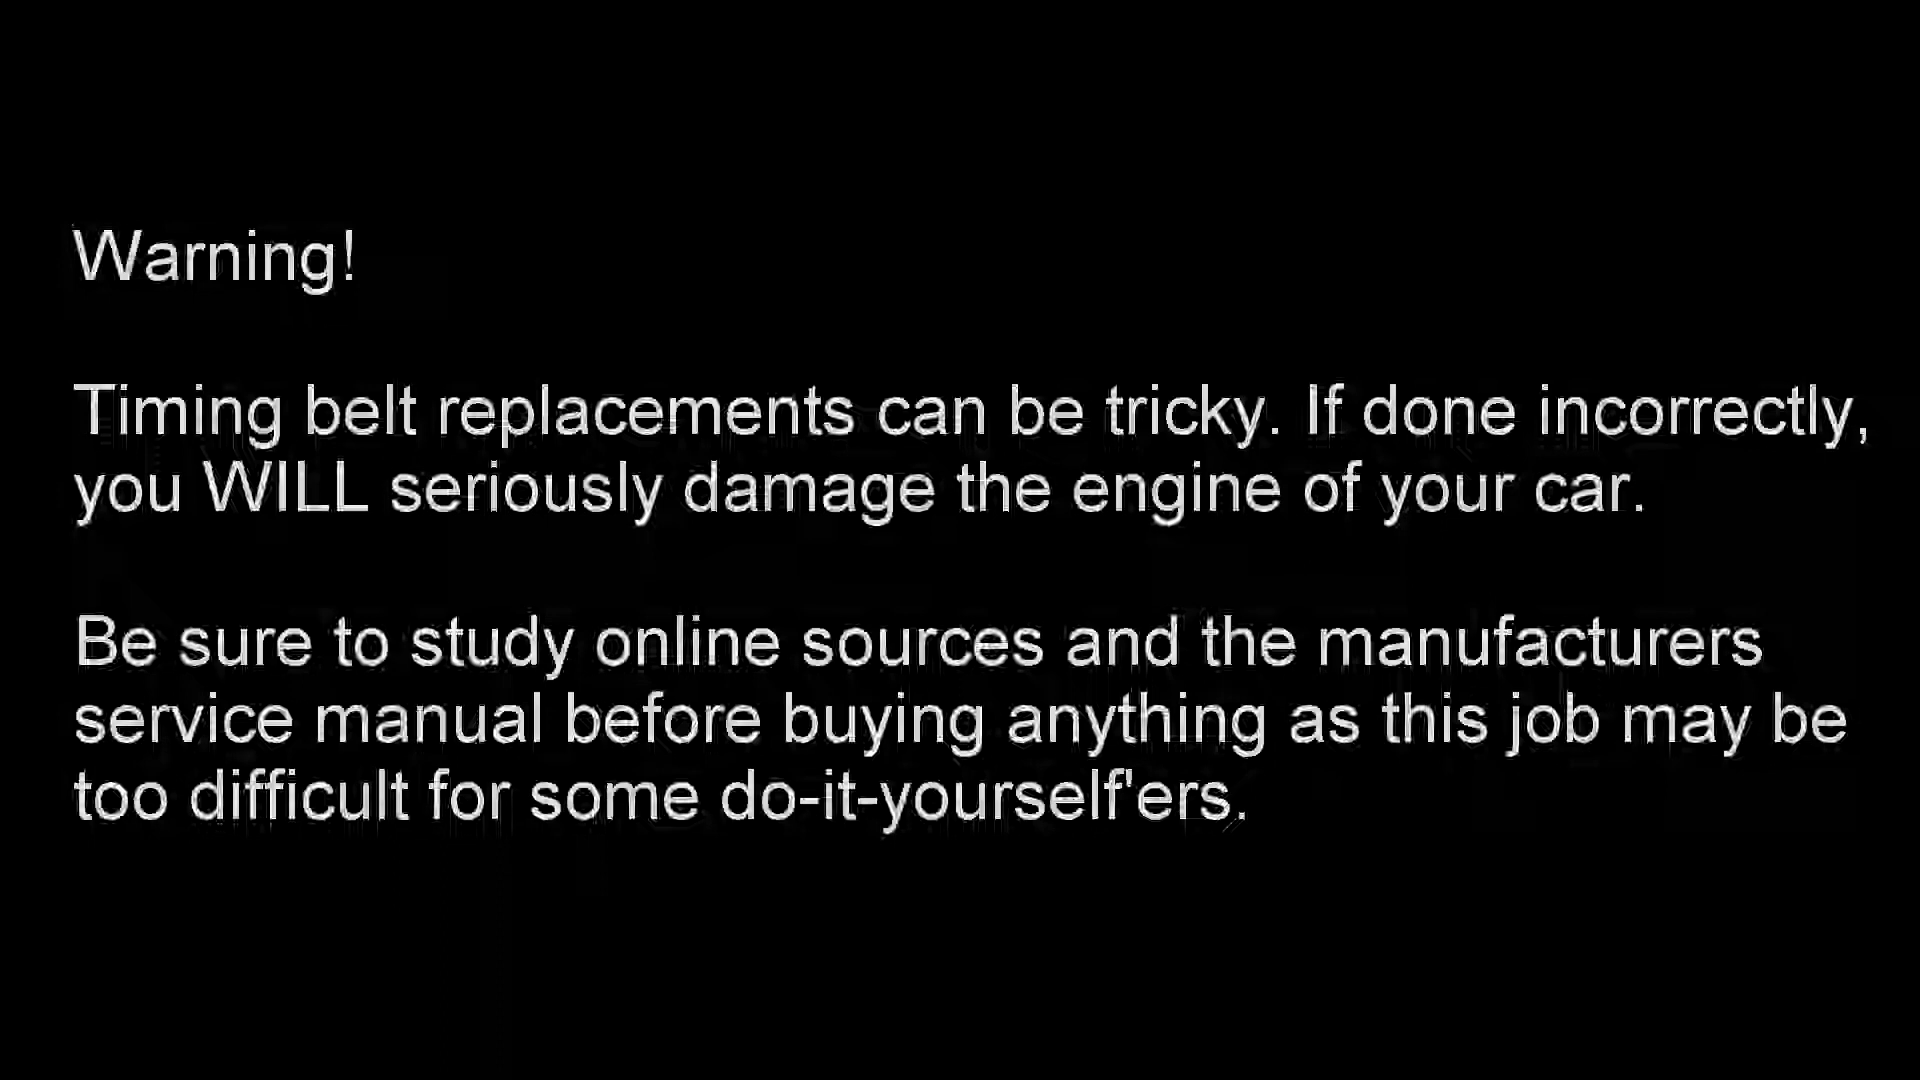 Warning!
Timing belt replacements can be tricky. If done incorrectly,
you WILL seriously damage the engine of your car.
Be sure to study online sources and the manufacturers
service manual before buying anything as this job may be
too difficult for some do-it-yourself'ers.